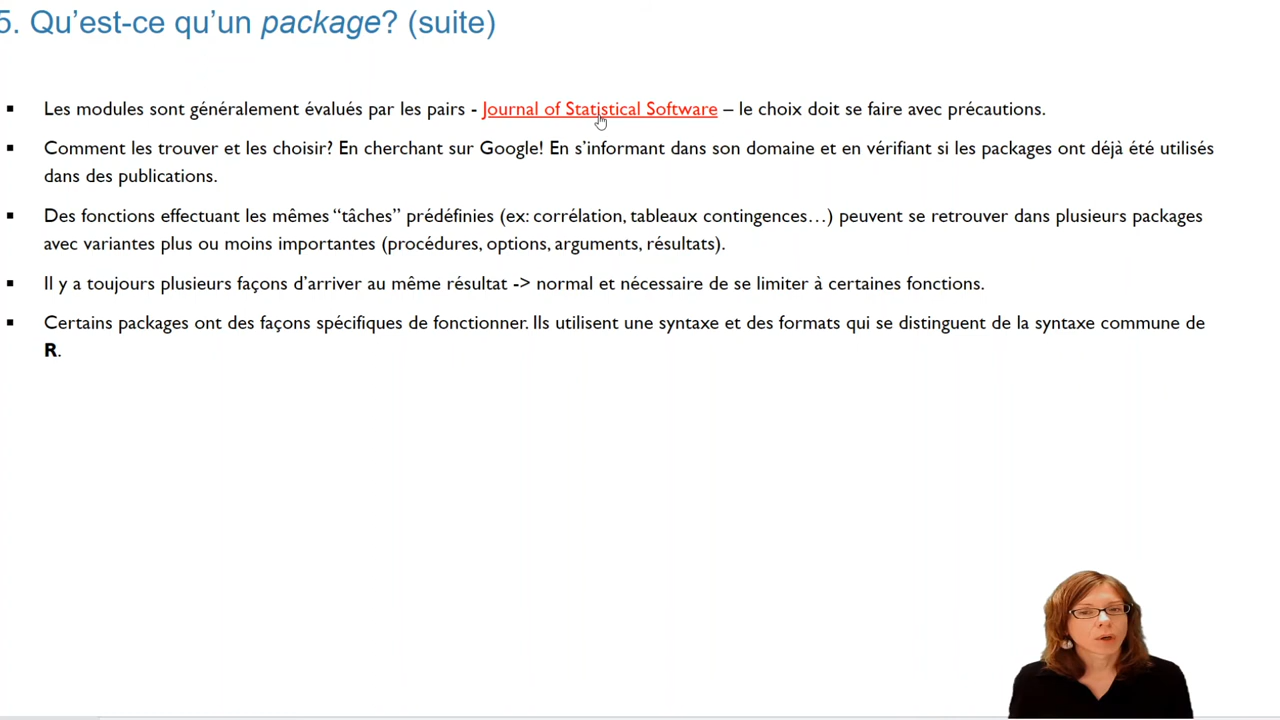 5. Qu’est-ce qu’un package? (suite)
Les modules sont généralement évalués par les pairs - Journal of Statistical Software – le choix doit se faire avec précautions.
Comment les trouver et les choisir? En cherchant sur Google! En s’informant dans son domaine et en vérifiant si les packages ont déjà été utilisés
dans des publications.
Des fonctions effectuant les mêmes “tâches” prédéfinies (ex: corrélation, tableaux contingences…) peuvent se retrouver dans plusieurs packages
avec variantes plus ou moins importantes (procédures, options, arguments, résultats).
Il y a toujours plusieurs façons d’arriver au même résultat -> normal et nécessaire de se limiter à certaines fonctions.
Certains packages ont des façons spécifiques de fonctionner. Ils utilisent une syntaxe et des formats qui se distinguent de la syntaxe commune de
R.